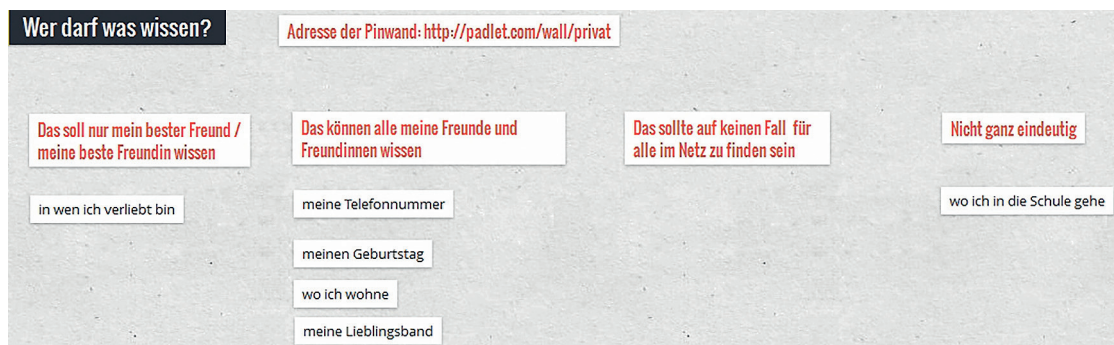 Wer darf was wissen?
Adresse der Pinwand: http://padlet.com/wall/privat
Das soll nur mein bester Freund /
meine beste Freundin wissen
in wen ich verliebt bin
Das können alle meine Freunde und
Freundinnen wissen
meine Telefonnummer
meinen Geburtstag
wo ich wohne
meine Lieblingsband
Das sollte auf keinen Fall für
alle im Netz zu finden sein
Nicht ganz eindeutig
wo ich in die Schule gehe